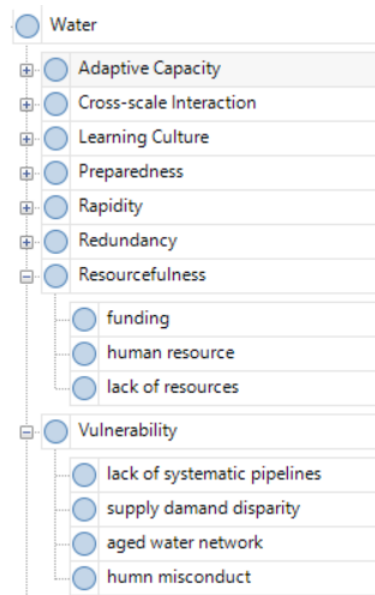 Water
Adaptive Capacity
Cross-scale Interaction
Learning Culture
Preparedness
Rapidity
Redundancy
Resourcefulness
funding
human resource
lack of resources
Vulnerability
lack of systematic pipelines
supply damand disparity
aged water network
humn misconduct